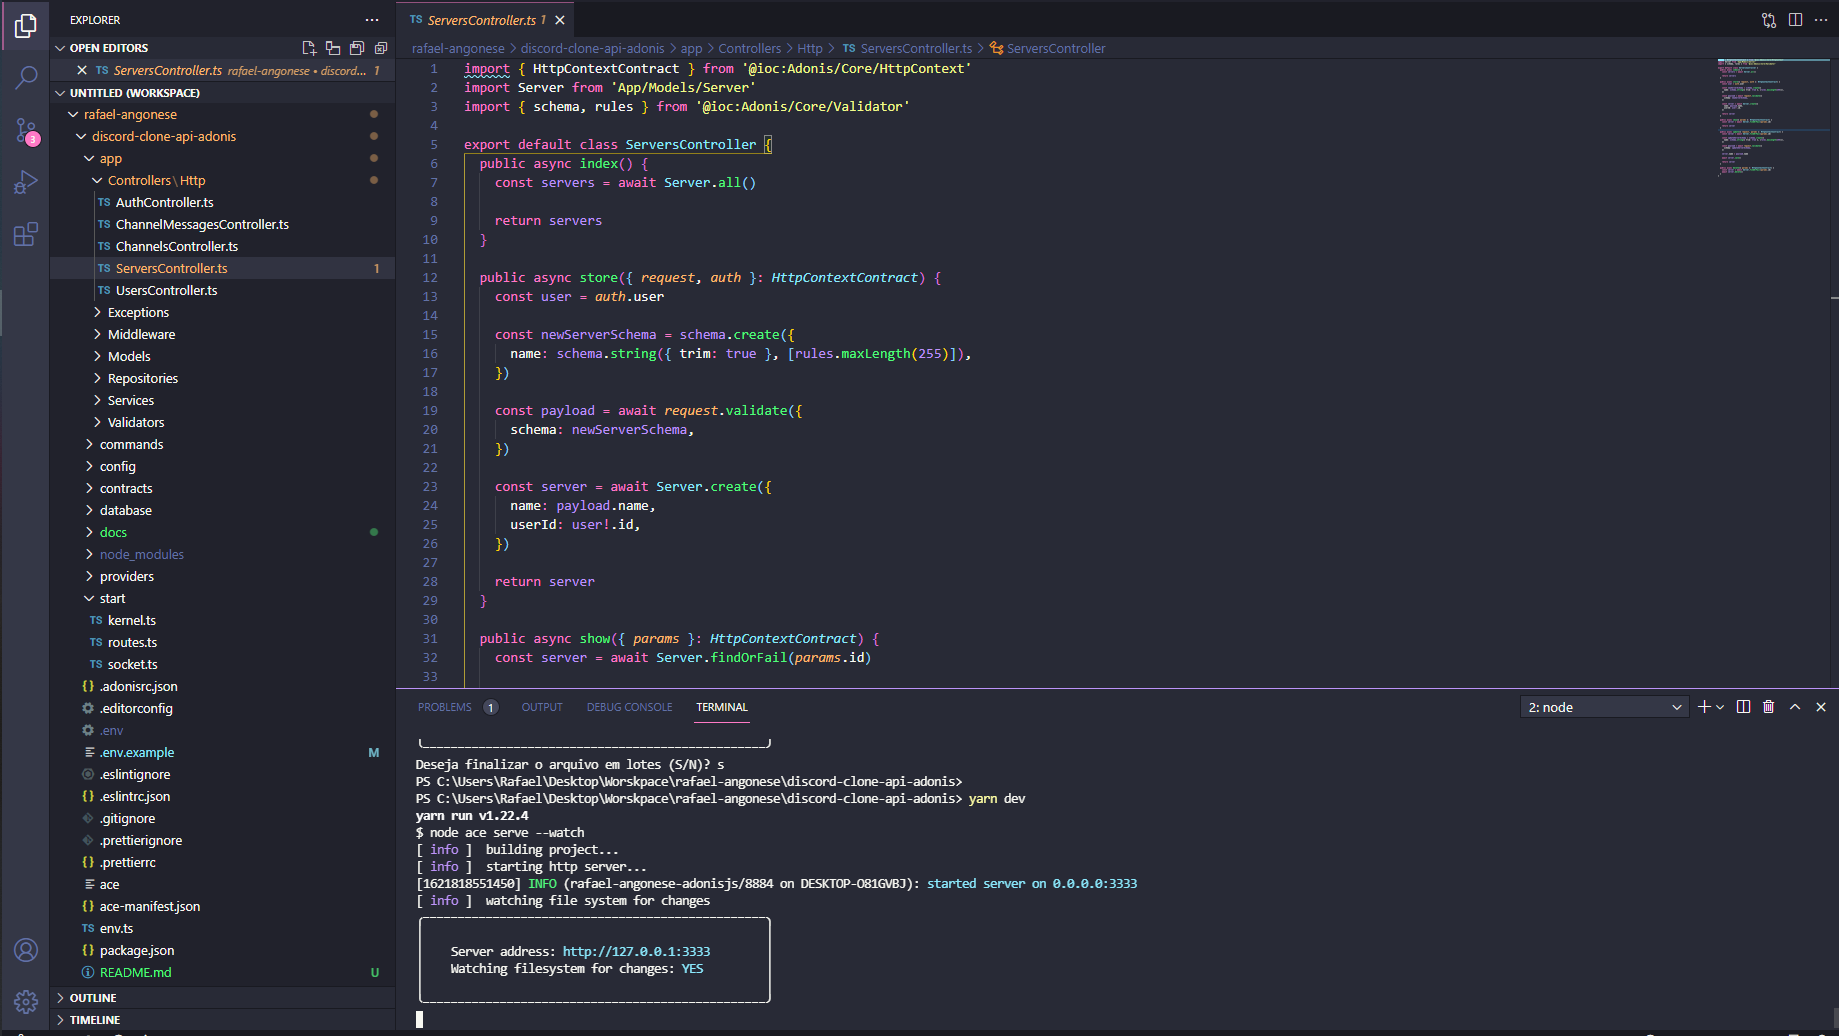 EXPLORER
OPEN EDITORS
TS ServersController.ts rafael-angonese • discord... 1
UNTITLED (WORKSPACE)
rafael-angonese
discord-clone-api-adonis
app
Controllers\Http
TS AuthController.ts
TS ChannelMessagesController.ts
TS ChannelsController.ts
TS ServersController.ts 1
TS UsersController.ts
Exceptions
Middleware
Models
Repositories
Services
Validators
commands
config
contracts
database
docs
node_modules
providers
start
TS kernel.ts
TS routes.ts
TS socket.ts
{} .adonisrc.json
.editorconfig
.env
.env.example M
.eslintignore
{} .eslintrc.json
.gitignore
.prettierignore
{} .prettierrc
ace
{} ace-manifest.json
TS env.ts
{} package.json
README.md U
OUTLINE
TIMELINE
3
TS ServersController.ts 1
rafael-angonese > discord-clone-api-adonis > app > Controllers > Http > TS ServersController.ts > ServersController
1 import { HttpContextContract } from '@ioc:Adonis/Core/HttpContext'
2 import Server from 'App/Models/Server'
3 import { schema, rules } from '@ioc:Adonis/Core/Validator'
4
5 export default class ServersController {
6 public async index() {
7 const servers = await Server.all()
8
9 return servers
10 }
11
12 public async store({ request, auth }: HttpContextContract) {
13 const user = auth.user
14
15 const newServerSchema = schema.create({
16 name: schema.string({ trim: true }, [rules.maxLength(255)]),
17 })
18
19 const payload = await request.validate({
20 schema: newServerSchema,
21 })
22
23 const server = await Server.create({
24 name: payload.name,
25 userId: user!.id,
26 })
27
28 return server
29 }
30
31 public async show({ params }: HttpContextContract) {
32 const server = await Server.findOrFail(params.id)
33
PROBLEMS 1 OUTPUT DEBUG CONSOLE TERMINAL 2: node
Deseja finalizar o arquivo em lotes (S/N)? s
PS C:\Users\Rafael\Desktop\Worskpace\rafael-angonese\discord-clone-api-adonis>
PS C:\Users\Rafael\Desktop\Worskpace\rafael-angonese\discord-clone-api-adonis> yarn dev
yarn run v1.22.4
$ node ace serve --watch
[ info ] building project...
[ info ] starting http server...
[1621818551450] INFO (rafael-angonese-adonisjs/8884 on DESKTOP-O81GVBJ): started server on 0.0.0.0:3333
[ info ] watching file system for changes
Server address: http://127.0.0.1:3333
Watching filesystem for changes: YES